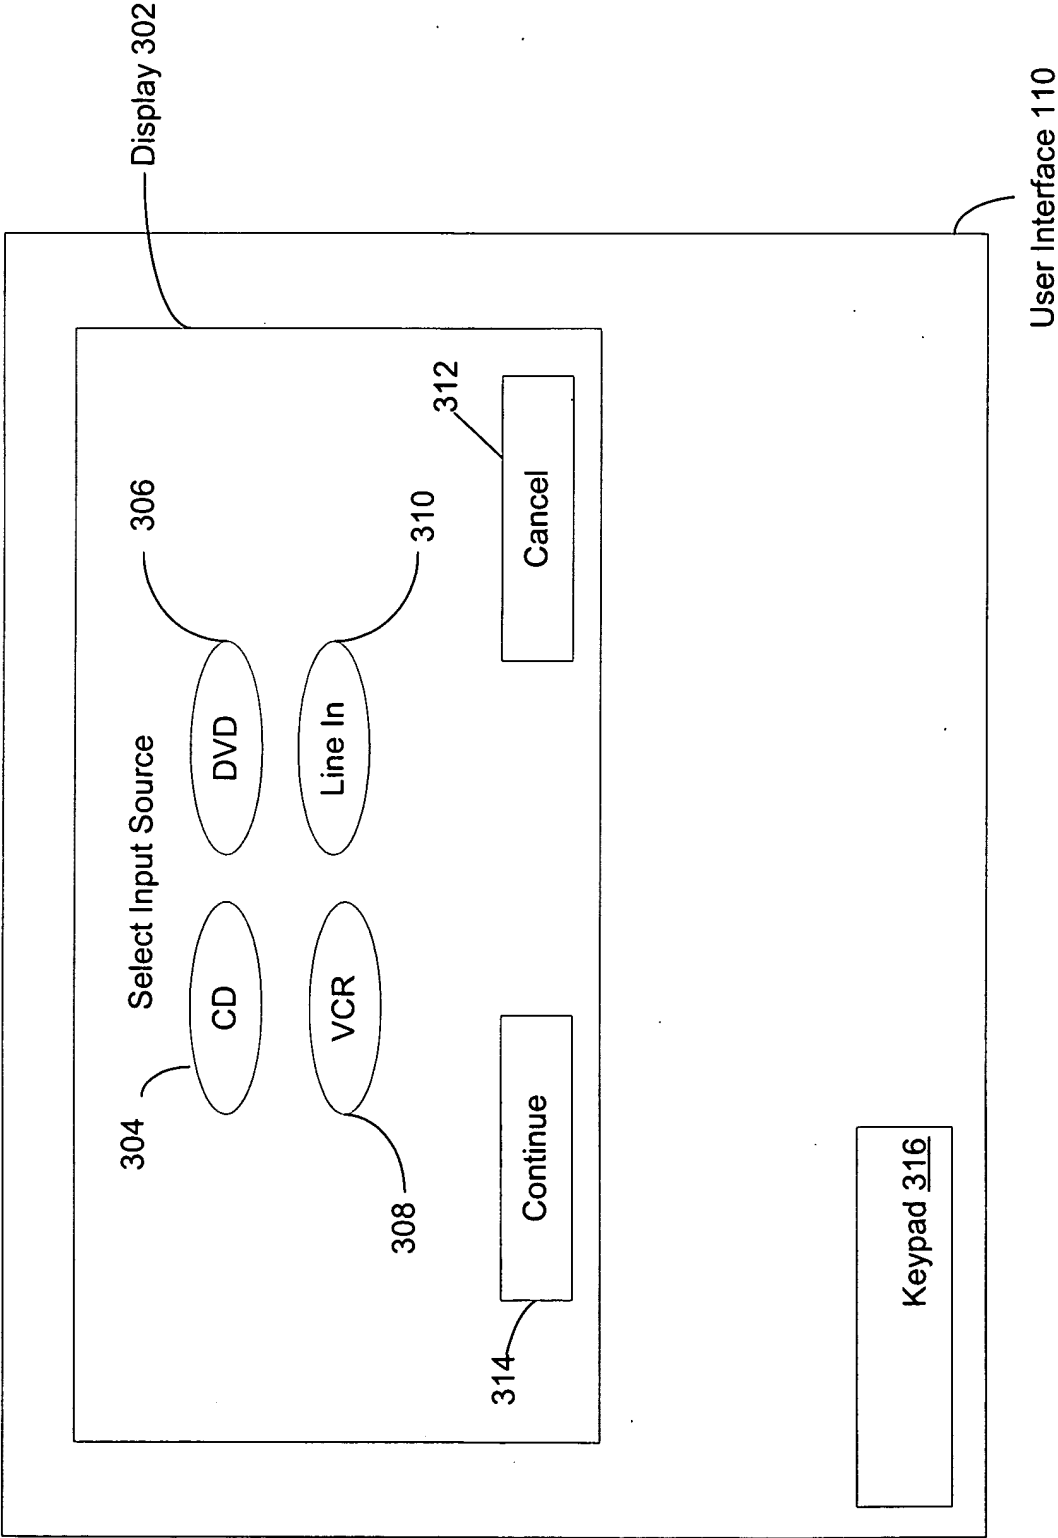 Display 302
Select Input Source
304
306
CD
DVD
VCR
Line In
308
310
312
314
Continue
Cancel
Keypad 316
User Interface 110